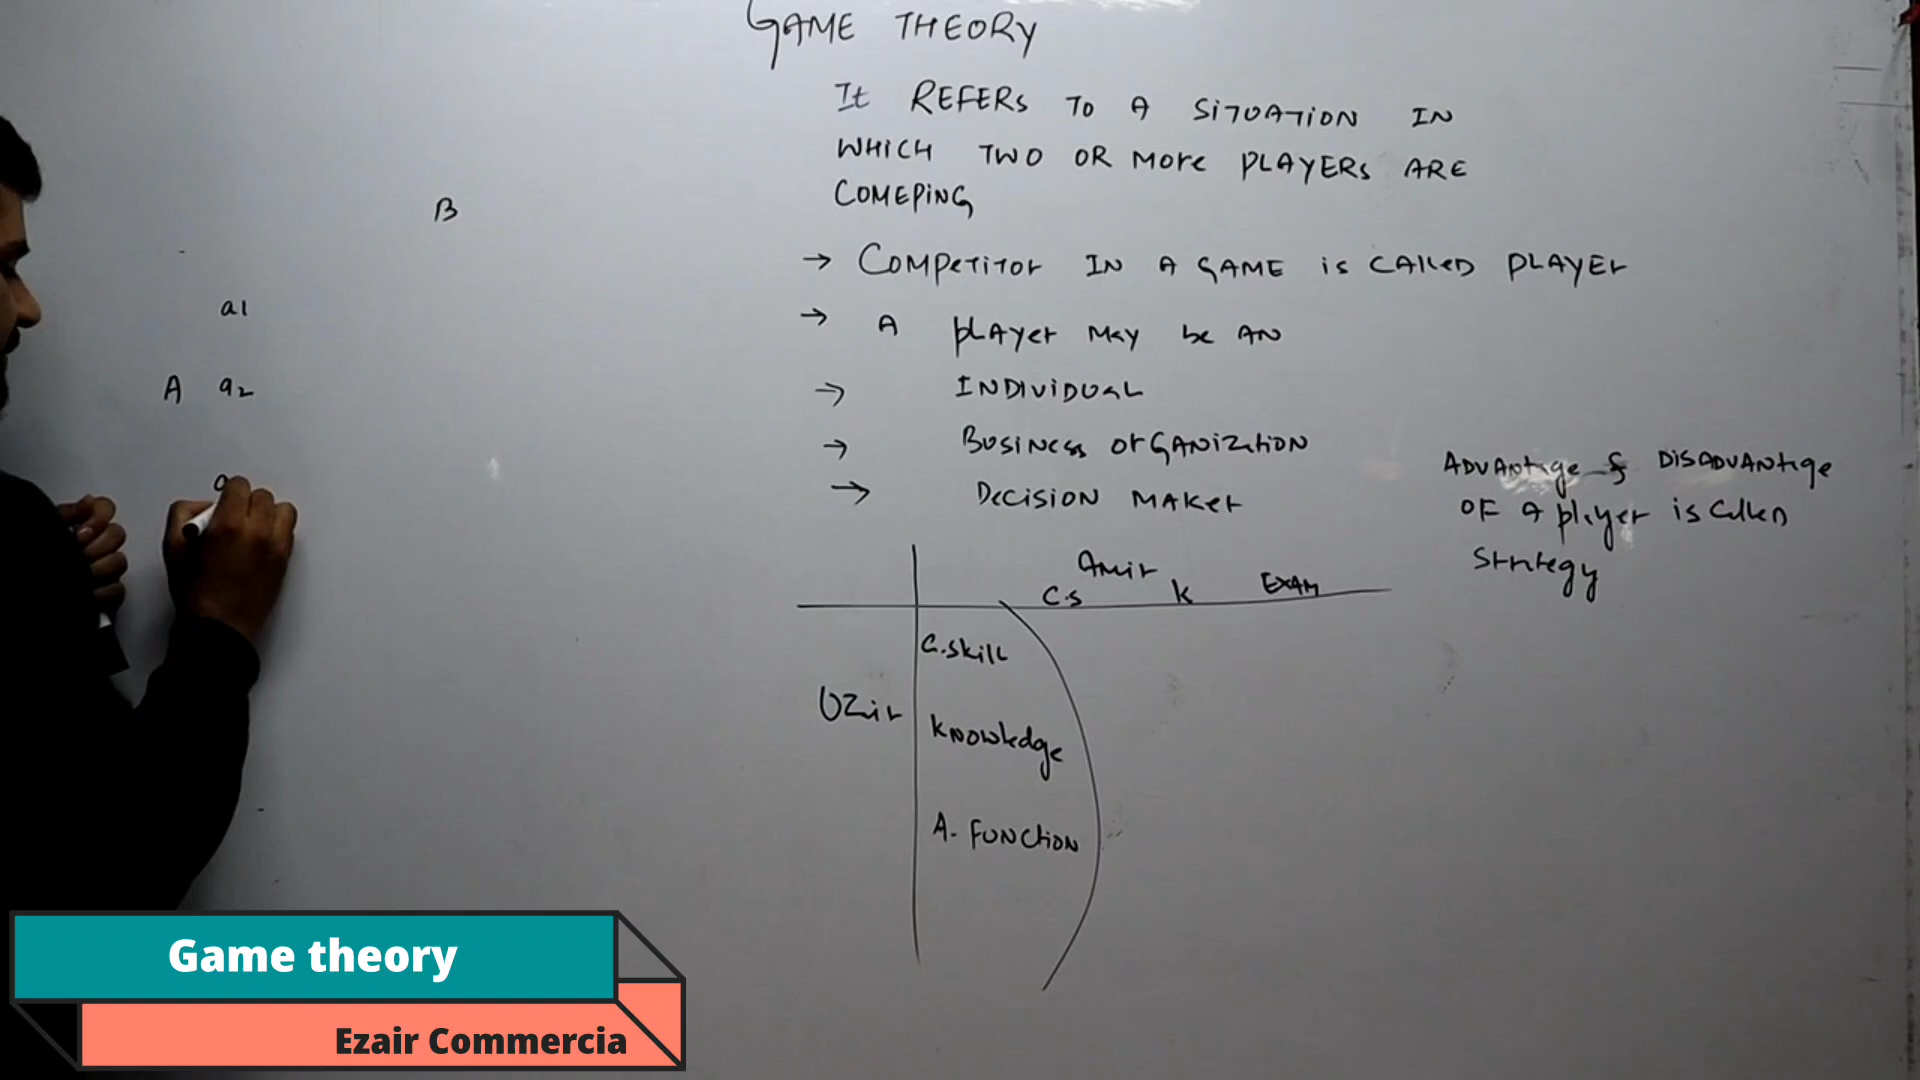 GAME THEORY
It REFERS TO A SITUATION IN
WHICH TWO OR MORE PLAYERS ARE
COMEPING
→ COMPETITOR IN A GAME is CALLED PLAYER
→ A PLAYER MAY be AN
→ INDIVIDUAL
→ BUSINESS ORGANIZATION
→ DECISION MAKER
ADVANTAGE & DISADVANTAGE
OF A player is CALLED
Strategy
B
a1
A a2
a
Amir
C.S K EXAM
C.Skill
UZir
Knowledge
A. FUNCTION
Game theory
Ezair Commercia